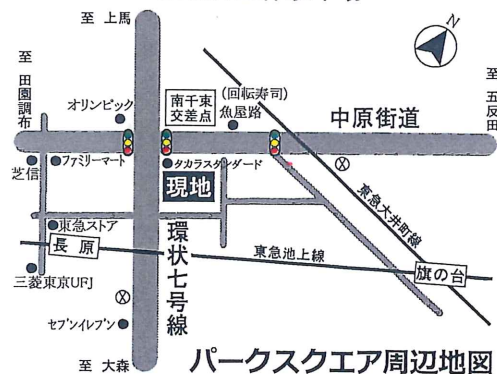 至 上馬
N
至 田園調布
オリンピック
南千束
交差点
(回転寿司)
魚屋路
中原街道
至 五反田
芝信
ファミリーマート
タカラスタンダード
現地
東急大井町線
東急ストア
長原
環状七号線
東急池上線
旗の台
三菱東京UFJ
セブンイレブン
至 大森
パークスクエア周辺地図